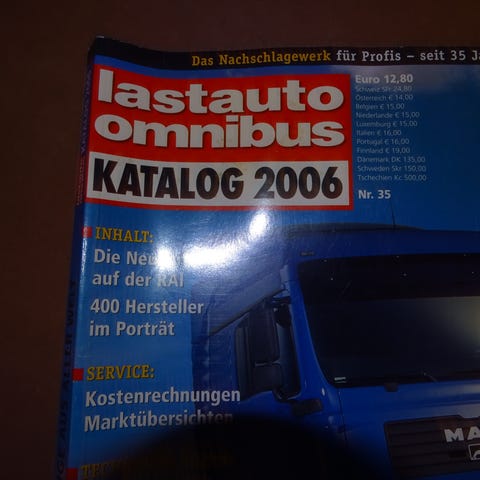 Das Nachschlagewerk für Profis – seit 35 Ja
lastauto
omnibus
KATALOG 2006
Euro 12,80
Schweiz SFr 24,80
Österreich € 14,00
Belgien € 15,00
Niederlande € 15,00
Luxemburg € 15,00
Italien € 16,00
Portugal € 16,00
Finnland € 19,00
Dänemark DK 135,00
Schweden Skr 150,00
Tschechien Kc 500,00
Nr. 35
INHALT:
Die Neu
auf der RAI
400 Hersteller
im Porträt
SERVICE:
Kostenrechnungen
Marktübersichten
MA